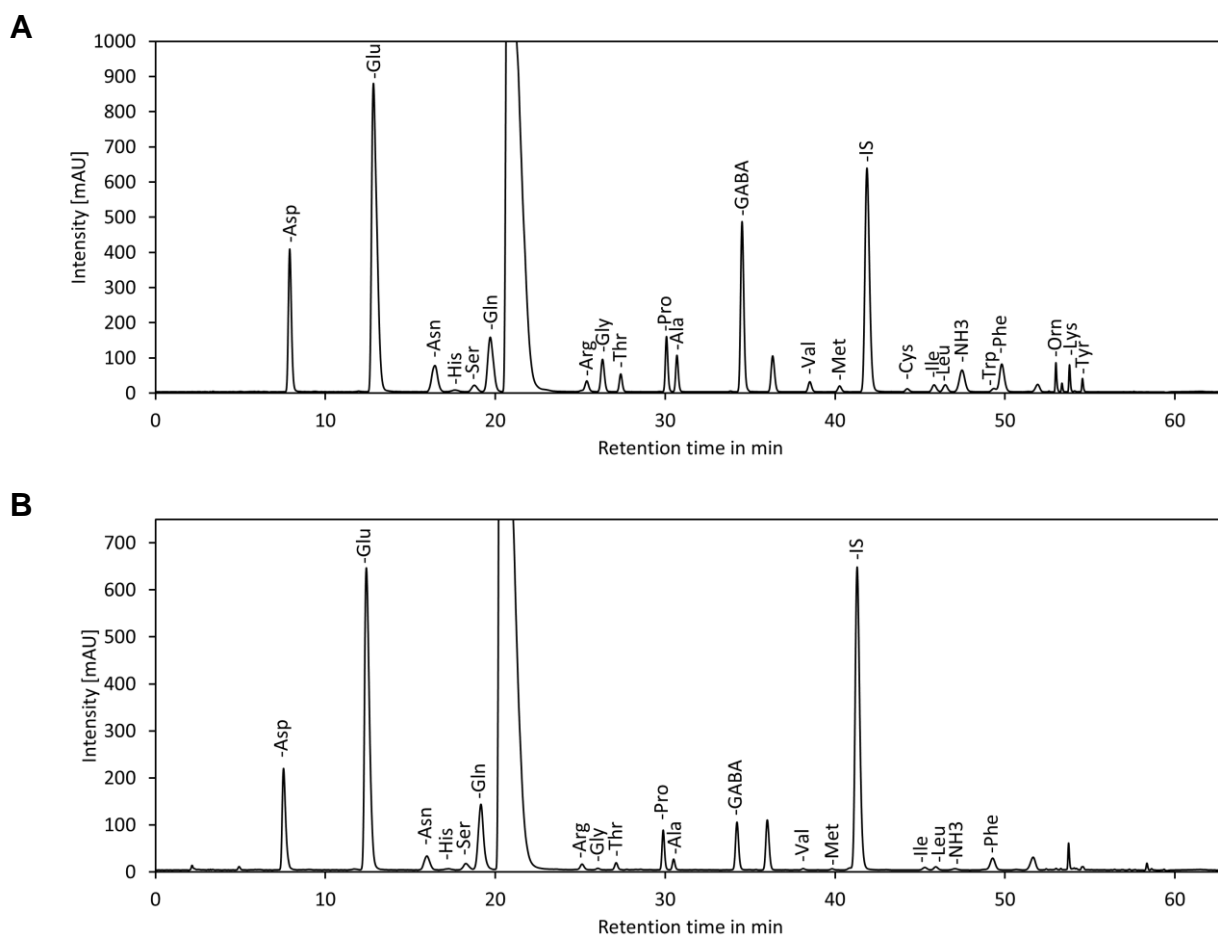 A
1000
900
800
700
600
500
400
300
200
100
0
Intensity [mAU]
-Asp
-Glu
-Asn
-His
-Ser
-Gln
-Arg
-Gly
-Thr
-Pro
-Ala
-GABA
-Val
-Met
-IS
-Cys
-Ile
-Leu
-NH3
Trp
-Phe
-Orn
-Lys
Tyr
0 10 20 30 40 50 60
Retention time in min
B
700
600
500
400
300
200
100
0
Intensity [mAU]
-Asp
-Glu
-Asn
-His
-Ser
-Gln
-Arg
-Gly
-Thr
-Pro
-Ala
-GABA
-Val
-Met
-IS
-Ile
-Leu
-NH3
-Phe
0 10 20 30 40 50 60
Retention time in min